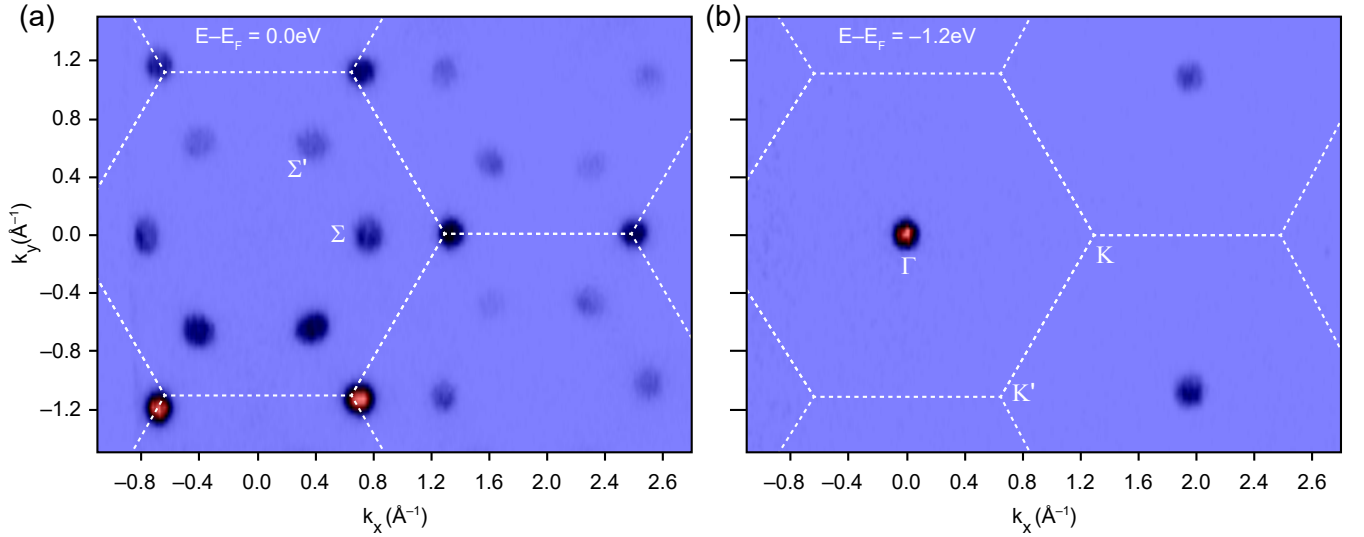 (a)
E–E_F = 0.0eV
1.2
0.8
0.4
0.0
–0.4
–0.8
–1.2
k_y(Å⁻¹)
Σ'
Σ
–0.8 –0.4 0.0 0.4 0.8 1.2 1.6 2.0 2.4 2.6
k_x(Å⁻¹)
(b)
E–E_F = –1.2eV
Γ
K
K'
–0.8 –0.4 0.0 0.4 0.8 1.2 1.6 2.0 2.4 2.6
k_x(Å⁻¹)